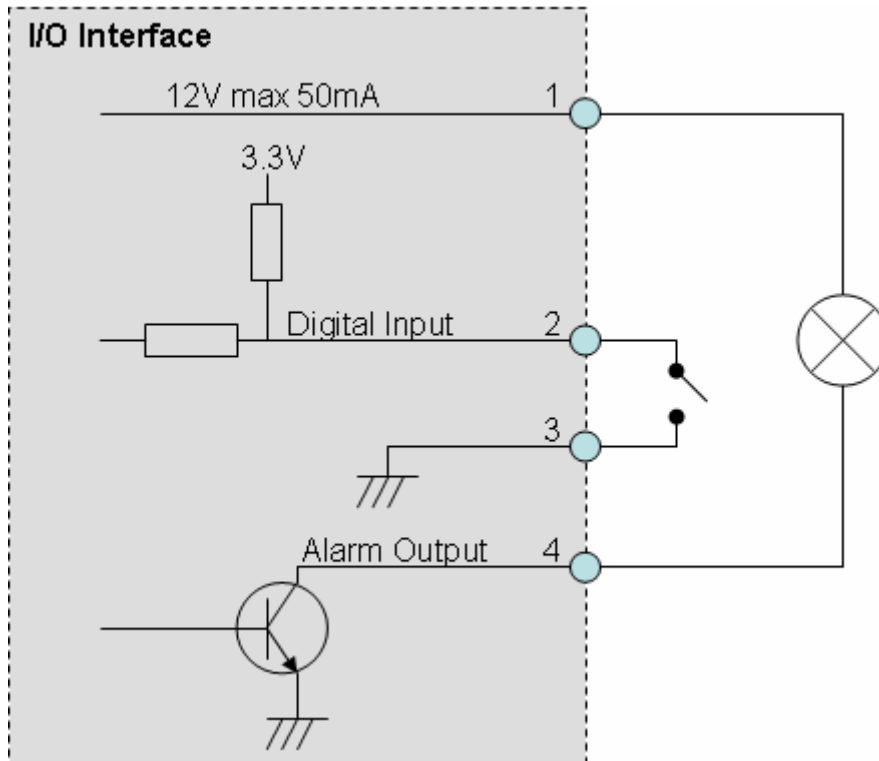 I/O Interface
12V max 50mA 1
3.3V
Digital Input 2
3
Alarm Output 4